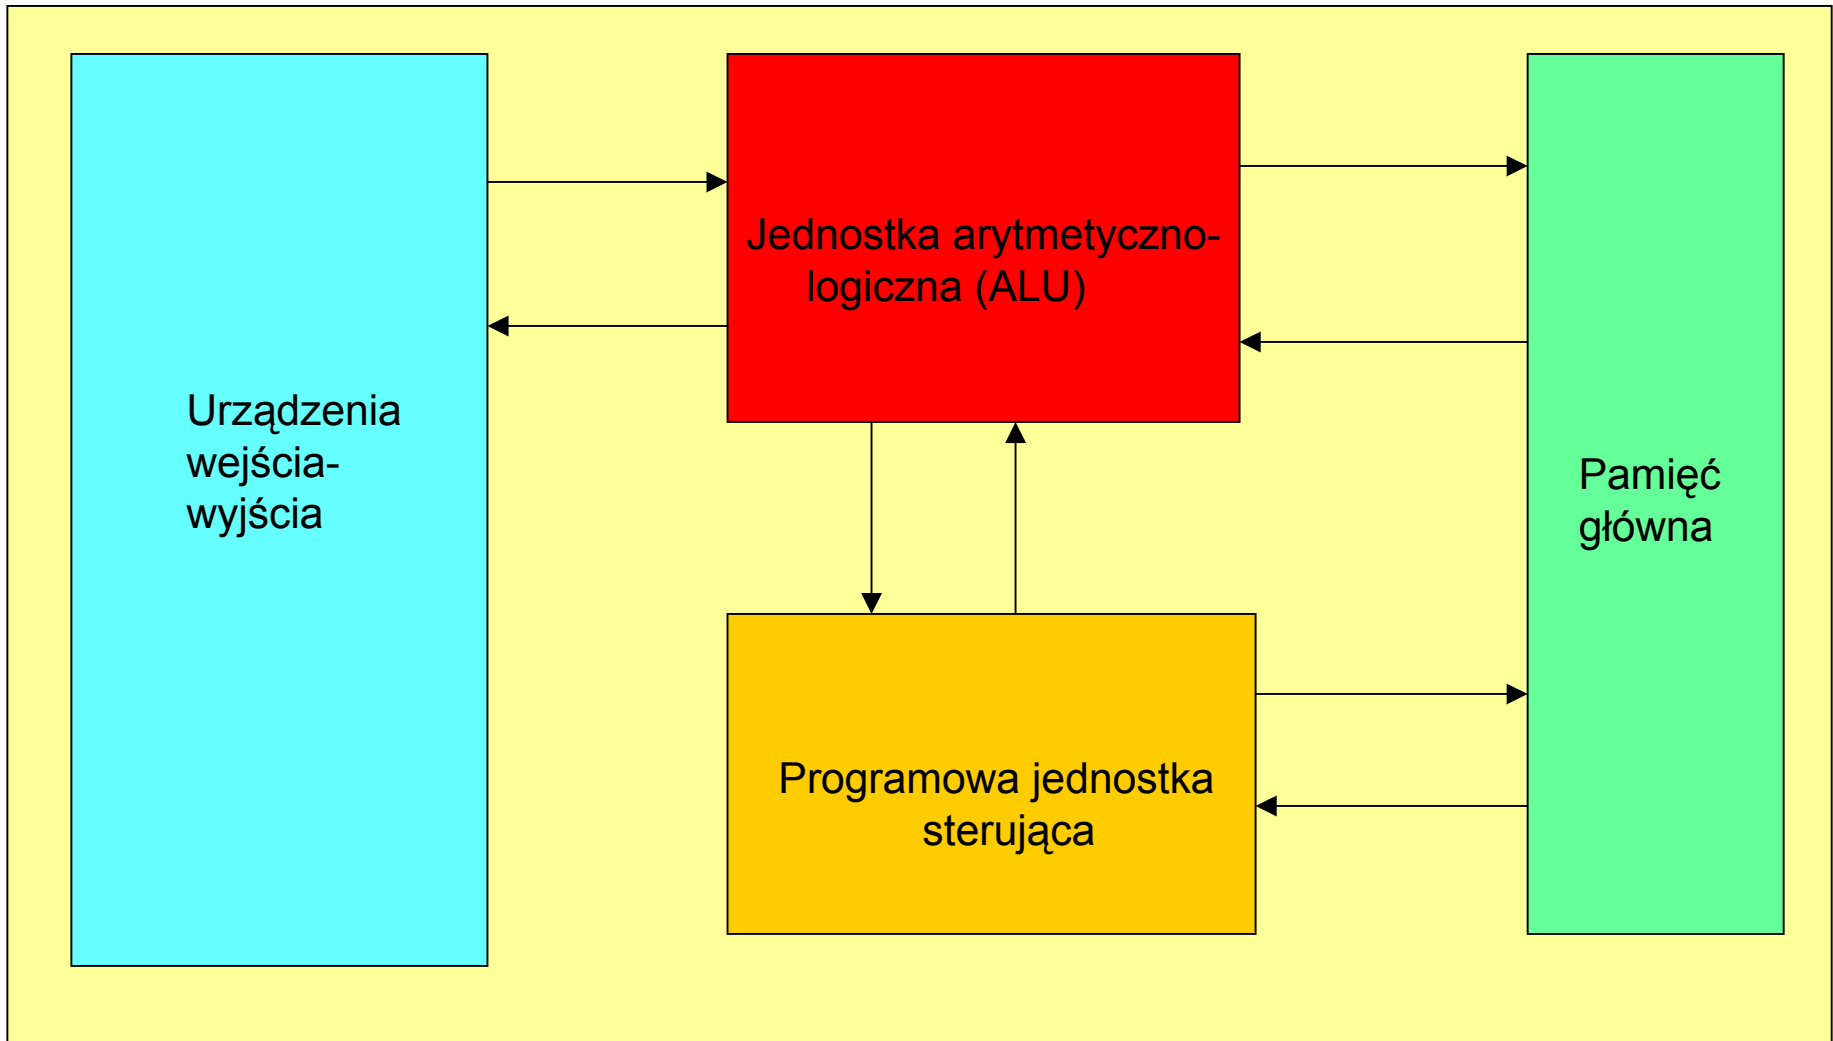 Urządzenia
wejścia-
wyjścia
Jednostka arytmetyczno-
logiczna (ALU)
Programowa jednostka
sterująca
Pamięć
główna